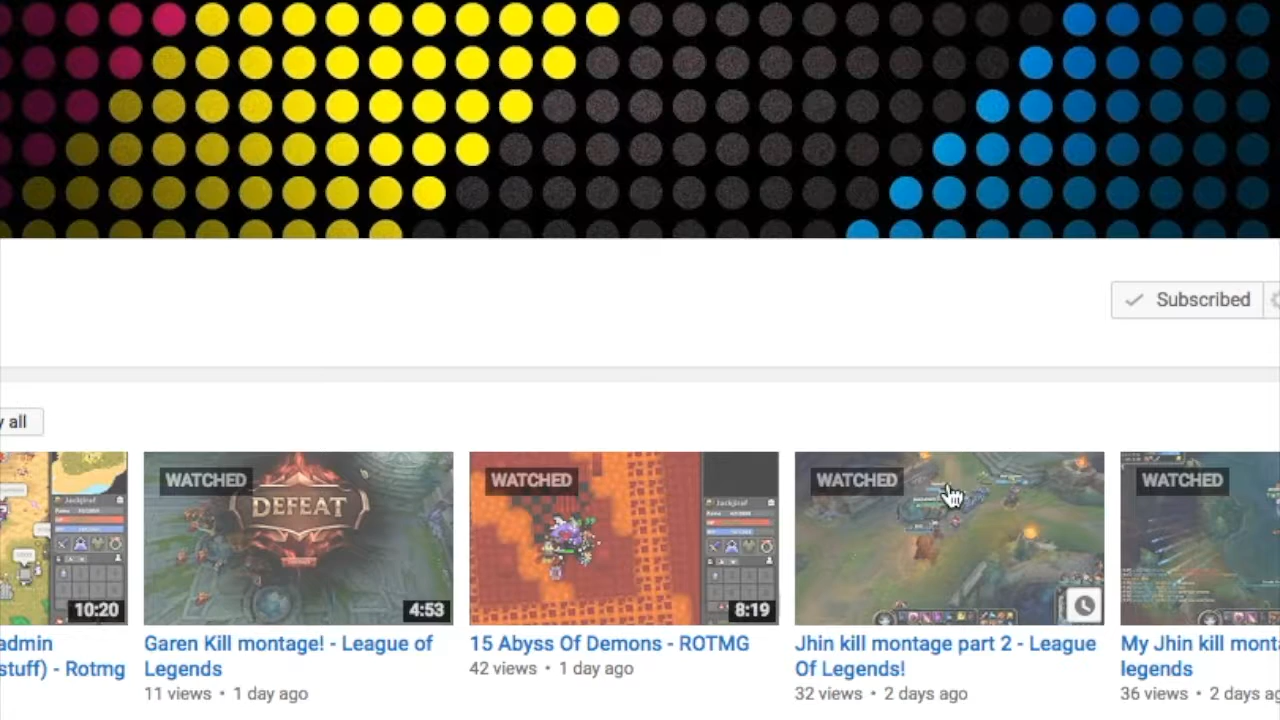 Subscribed
y all
WATCHED
DEFEAT
WATCHED
WATCHED
WATCHED
10:20
4:53
8:19
admin
stuff) - Rotmg
Garen Kill montage! - League of
Legends
11 views • 1 day ago
15 Abyss Of Demons - ROTMG
42 views • 1 day ago
Jhin kill montage part 2 - League
Of Legends!
32 views • 2 days ago
My Jhin kill mont
legends
36 views • 2 days ag